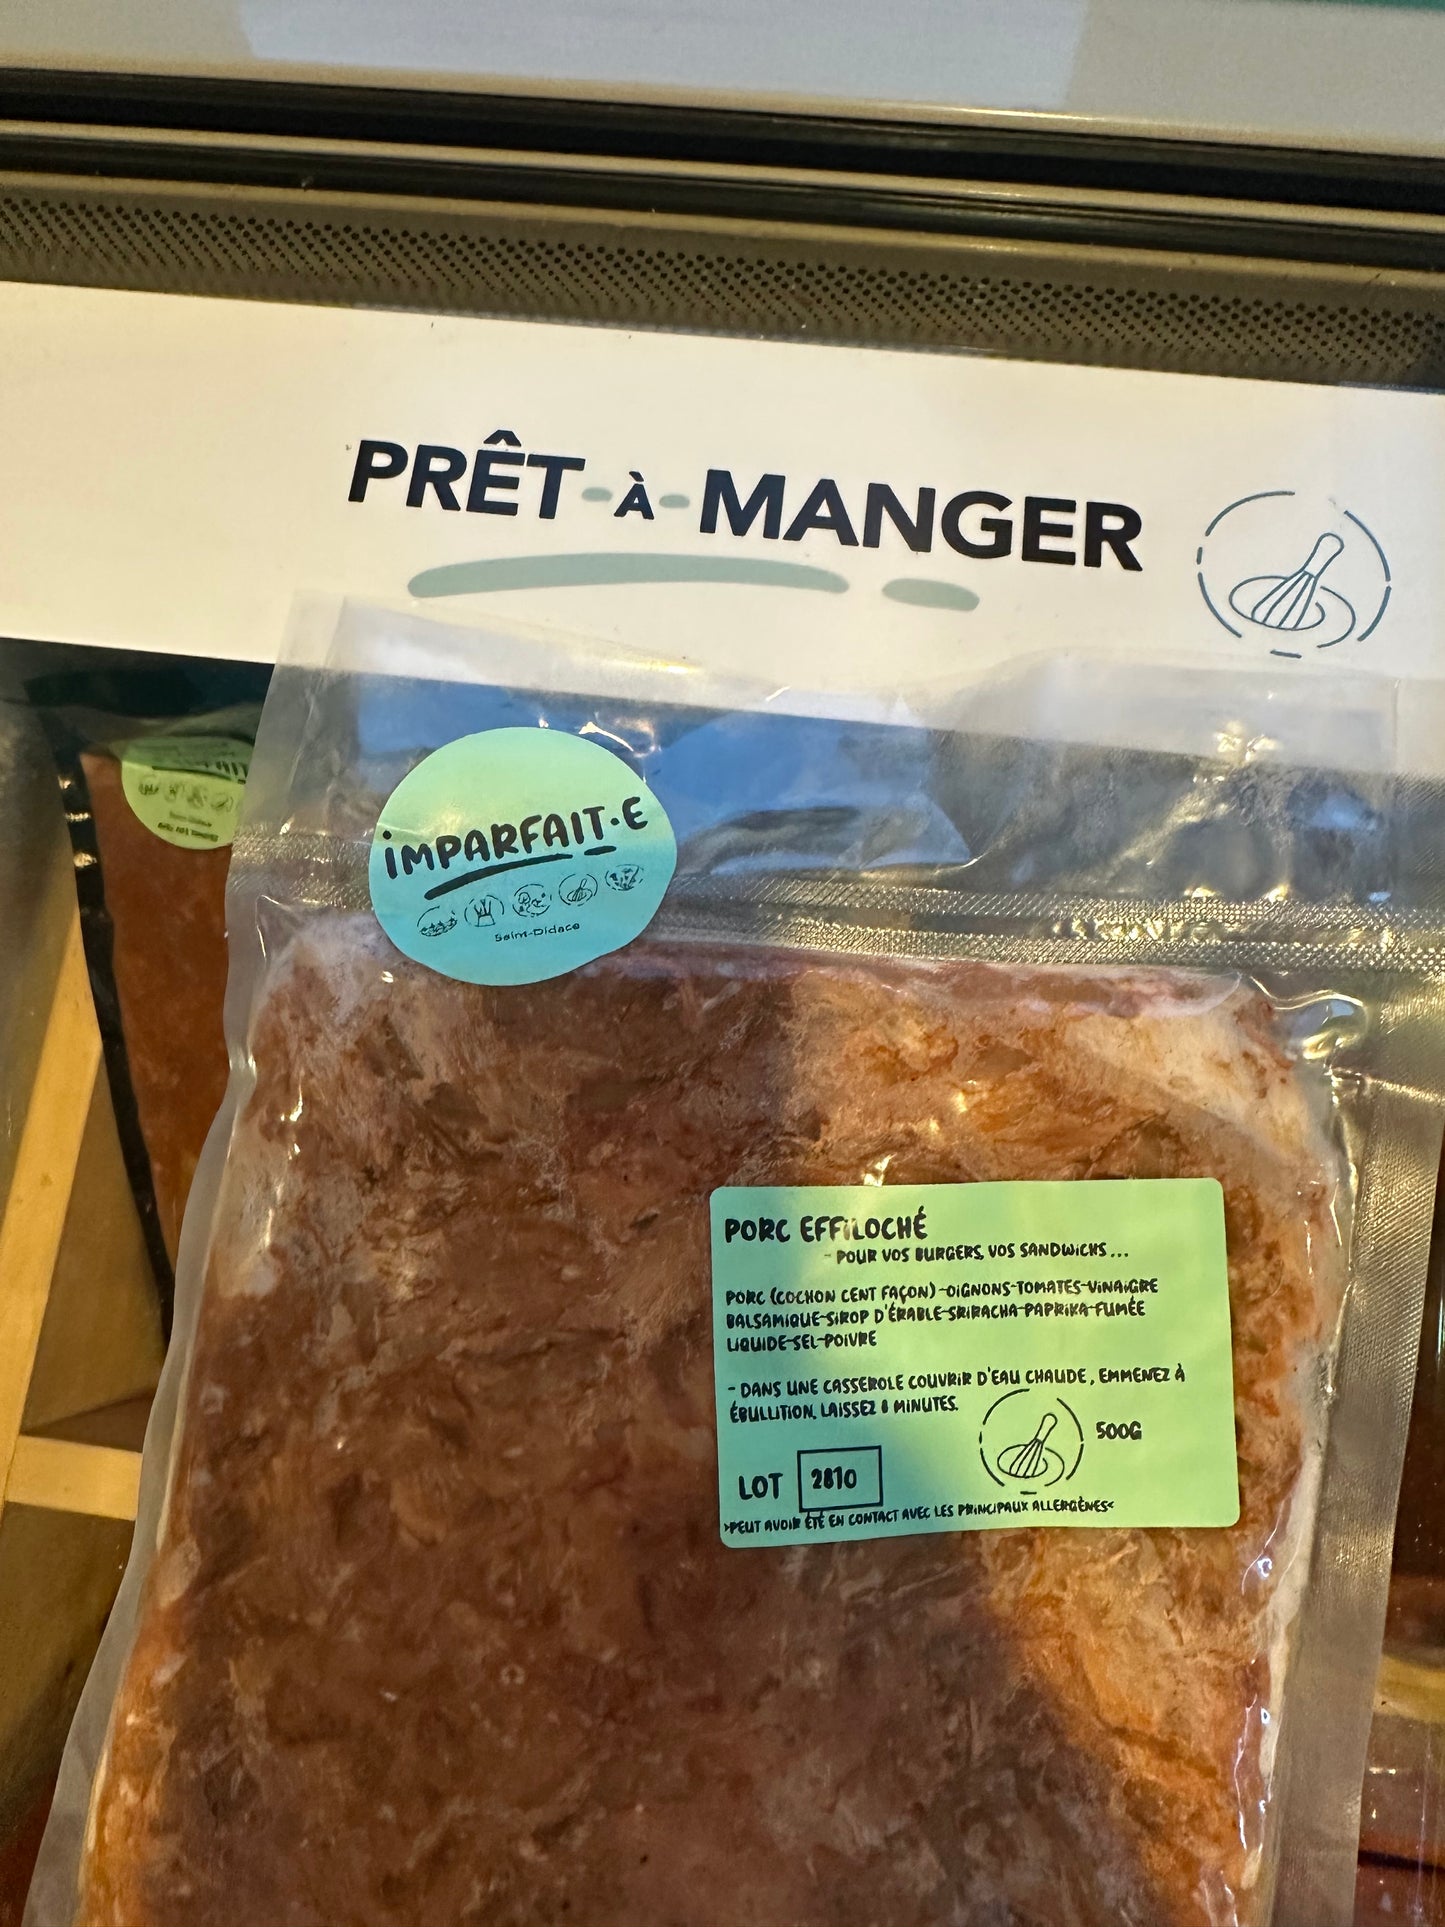 PRÊT-À-MANGER
iMPARFAIT·E
Saint-Didace
PORC EFFILOCHÉ
- POUR VOS BURGERS, VOS SANDWICHS...
PORC (COCHON CENT FAÇON)-OIGNONS-TOMATES-VINAIGRE
BALSAMIQUE-SIROP D'ÉRABLE-SRIRACHA-PAPRIKA-FUMÉE
LIQUIDE-SEL-POIVRE
- DANS UNE CASSEROLE COUVRIR D'EAU CHAUDE, EMMENEZ À
ÉBULLITION. LAISSEZ 8 MINUTES.
500G
LOT 2810
>PEUT AVOIR ÉTÉ EN CONTACT AVEC LES PRINCIPAUX ALLERGÈNES<